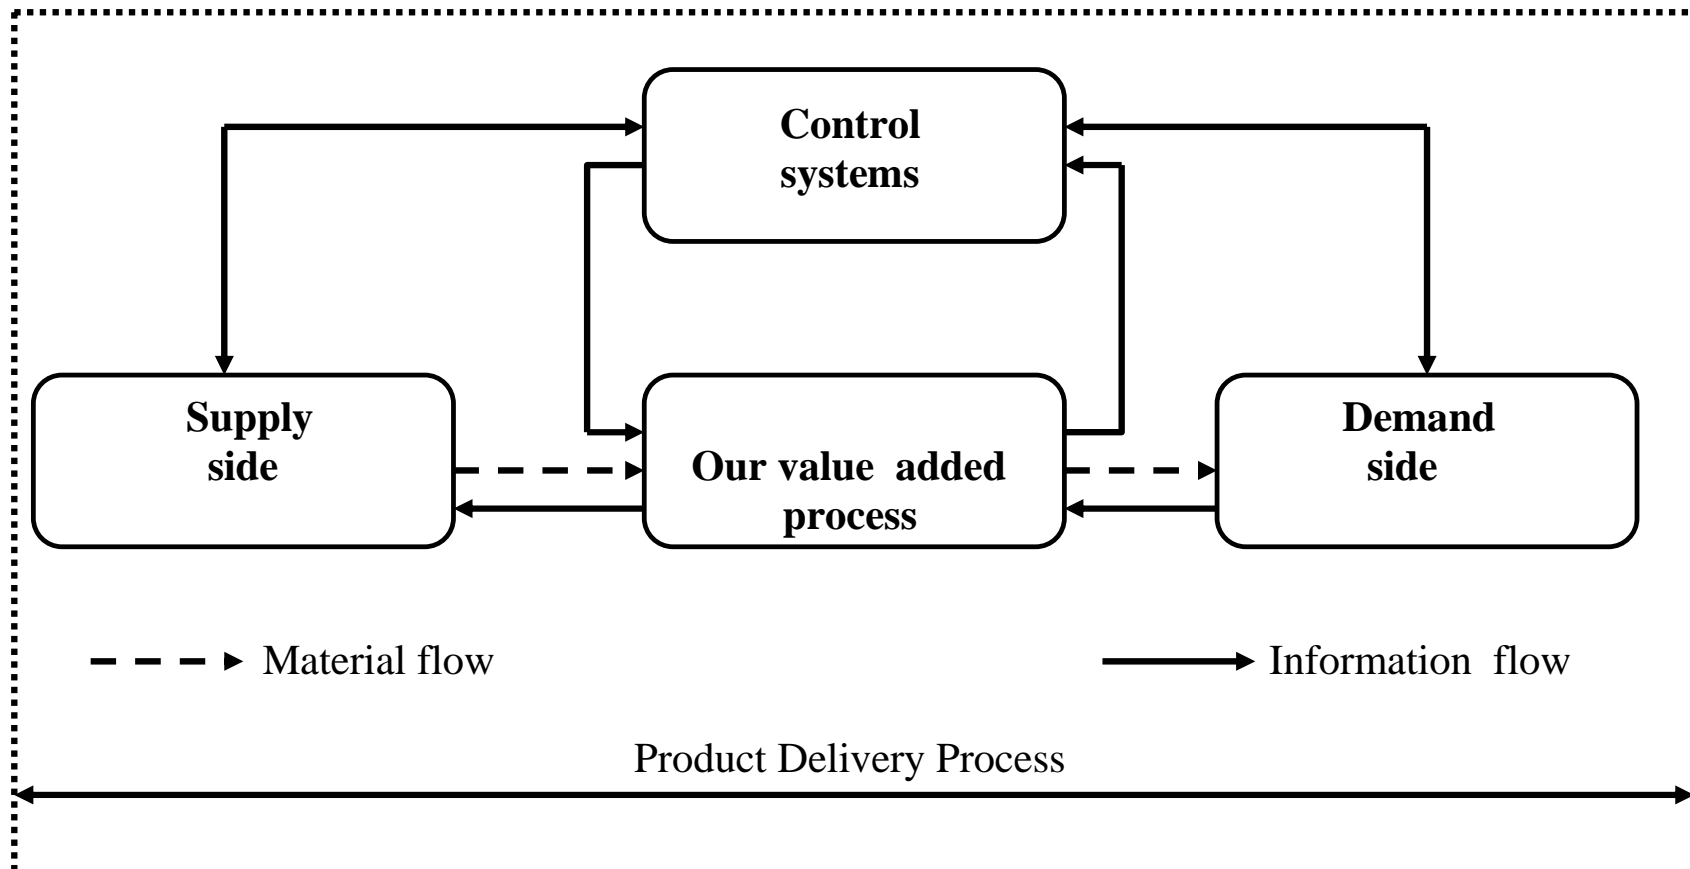 Control
systems
Supply
side
Our value  added
process
Demand
side
Material flow
Information  flow
Product Delivery Process